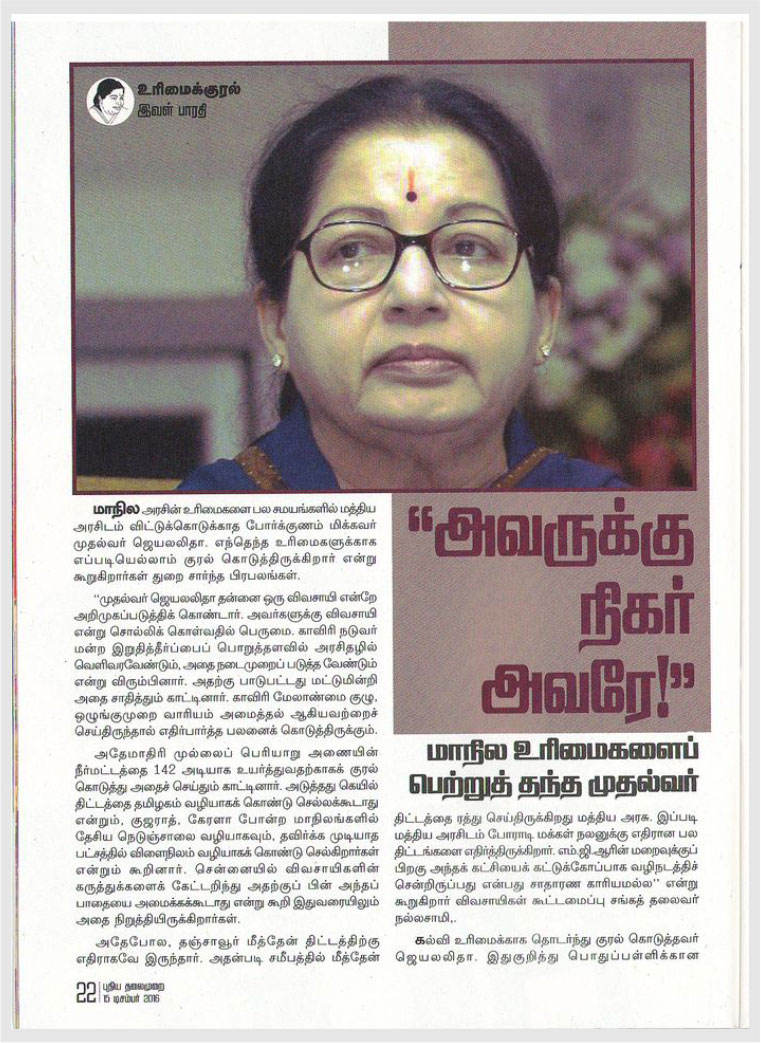 உரிமைக்குரல்
இவள் பாரதி
மாநில அரசின் உரிமைகளை பல சமயங்களில் மத்திய
அரசிடம் விட்டுக்கொடுக்காத போர்க்குணம் மிக்கவர்
முதல்வர் ஜெயலலிதா. எந்தெந்த உரிமைகளுக்காக
எப்படியெல்லாம் குரல் கொடுத்திருக்கிறார் என்று
கூறுகிறார்கள் துறை சார்ந்த பிரபலங்கள்.
“முதல்வர் ஜெயலலிதா தன்னை ஒரு விவசாயி என்றே
அறிமுகப்படுத்திக் கொண்டார். அவர்களுக்கு விவசாயி
என்று சொல்லிக் கொள்வதில் பெருமை. காவிரி நடுவர்
மன்ற இறுதித்தீர்ப்பைப் பொறுத்தளவில் அரசிதழில்
வெளிவரவேண்டும், அதை நடைமுறைப் படுத்த வேண்டும்
என்று விரும்பினார். அதற்கு பாடுபட்டது மட்டுமின்றி
அதை சாதித்தும் காட்டினார். காவிரி மேலாண்மை குழு,
ஒழுங்குமுறை வாரியம் அமைத்தல் ஆகியவற்றைச்
செய்திருந்தால் எதிர்பார்த்த பலனைக் கொடுத்திருக்கும்.
அதேமாதிரி முல்லைப் பெரியாறு அணையின்
நீர்மட்டத்தை 142 அடியாக உயர்த்துவதற்காகக் குரல்
கொடுத்து அதைச் செய்தும் காட்டினார். அடுத்தது கெயில்
திட்டத்தை தமிழகம் வழியாகக் கொண்டு செல்லக்கூடாது
என்றும், குஜராத், கேரளா போன்ற மாநிலங்களில்
தேசிய நெடுஞ்சாலை வழியாகவும், தவிர்க்க முடியாத
பட்சத்தில் விளைநிலம் வழியாகக் கொண்டு செல்கிறார்கள்
என்றும் கூறினார். சென்னையில் விவசாயிகளின்
கருத்துக்களைக் கேட்டறிந்து அதற்குப் பின் அந்தப்
பாதையை அமைக்கக்கூடாது என்று கூறி இதுவரையிலும்
அதை நிறுத்தியிருக்கிறார்கள்.
அதேபோல, தஞ்சாவூர் மீத்தேன் திட்டத்திற்கு
எதிராகவே இருந்தார். அதன்படி சமீபத்தில் மீத்தேன்
“அவருக்கு
நிகர்
அவரே!”
மாநில உரிமைகளைப்
பெற்றுத் தந்த முதல்வர்
திட்டத்தை ரத்து செய்திருக்கிறது மத்திய அரசு. இப்படி
மத்திய அரசிடம் போராடி மக்கள் நலனுக்கு எதிரான பல
திட்டங்களை எதிர்த்திருக்கிறார். எம்.ஜி.ஆரின் மறைவுக்குப்
பிறகு அந்தக் கட்சியைக் கட்டுக்கோப்பாக வழிநடத்திச்
சென்றிருப்பது என்பது சாதாரண காரியமல்ல” என்று
கூறுகிறார் விவசாயிகள் கூட்டமைப்பு சங்கத் தலைவர்
நல்லசாமி,.
கல்வி உரிமைக்காக தொடர்ந்து குரல் கொடுத்தவர்
ஜெயலலிதா. இதுகுறித்து பொதுப்பள்ளிக்கான
22 புதிய தலைமுறை
15 டிசம்பர் 2016